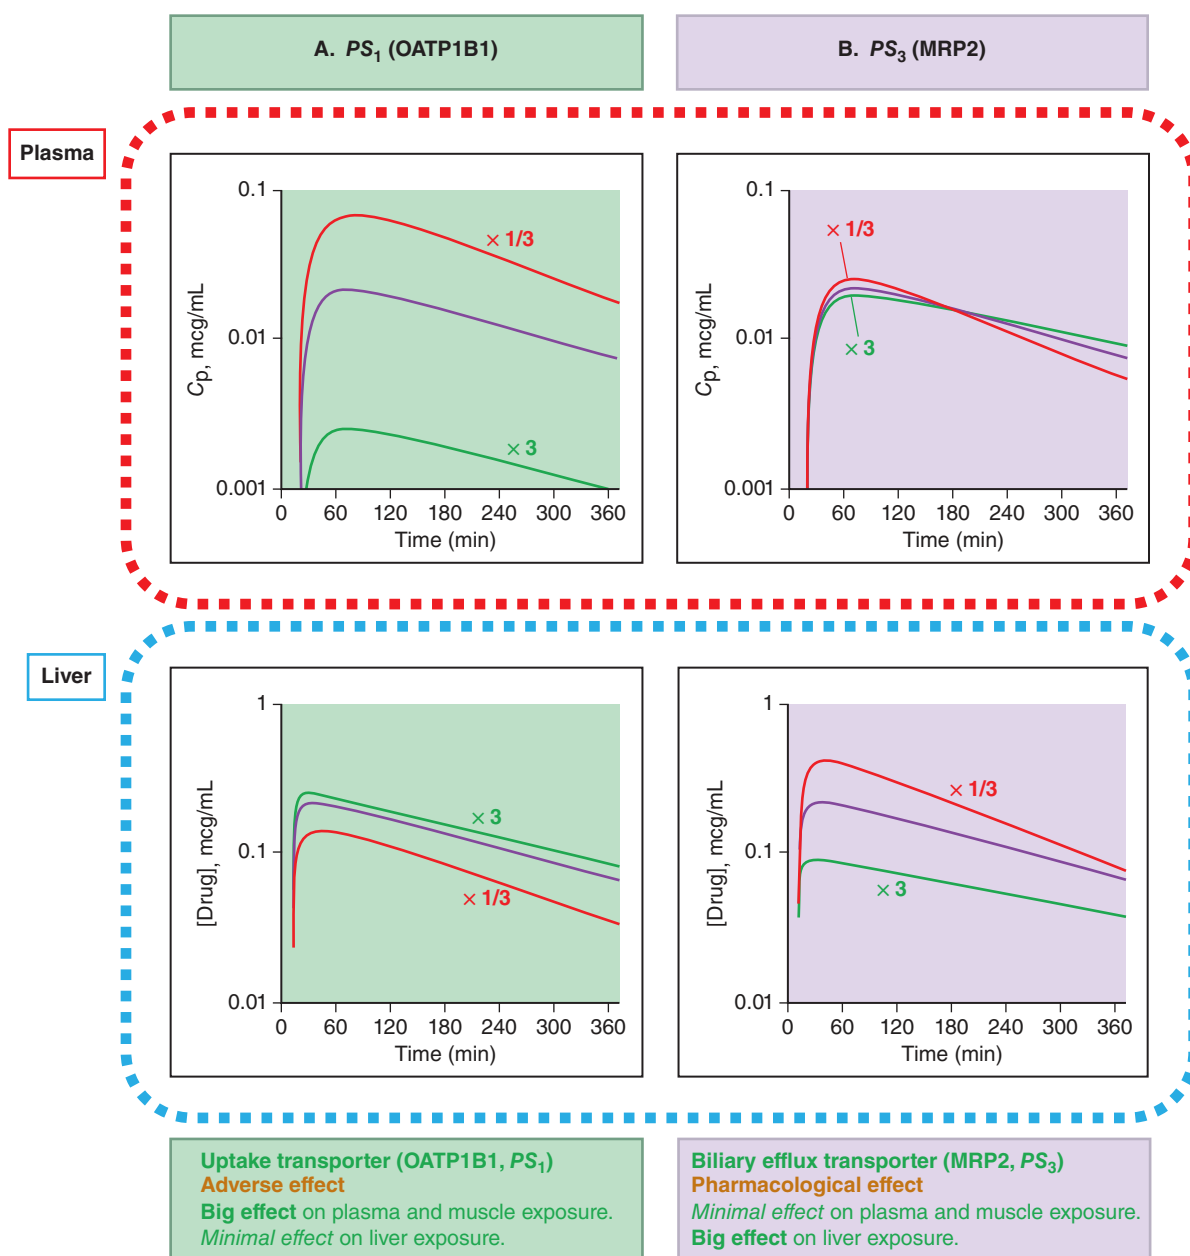 A. PS1 (OATP1B1)
B. PS3 (MRP2)
Plasma
0.1
0.01
0.001
Cp, mcg/mL
× 1/3
× 3
0 60 120 180 240 300 360
Time (min)
0.1
0.01
0.001
Cp, mcg/mL
× 1/3
× 3
0 60 120 180 240 300 360
Time (min)
Liver
1
0.1
0.01
[Drug], mcg/mL
× 3
× 1/3
0 60 120 180 240 300 360
Time (min)
1
0.1
0.01
[Drug], mcg/mL
× 1/3
× 3
0 60 120 180 240 300 360
Time (min)
Uptake transporter (OATP1B1, PS1)
Adverse effect
Big effect on plasma and muscle exposure.
Minimal effect on liver exposure.
Biliary efflux transporter (MRP2, PS3)
Pharmacological effect
Minimal effect on plasma and muscle exposure.
Big effect on liver exposure.